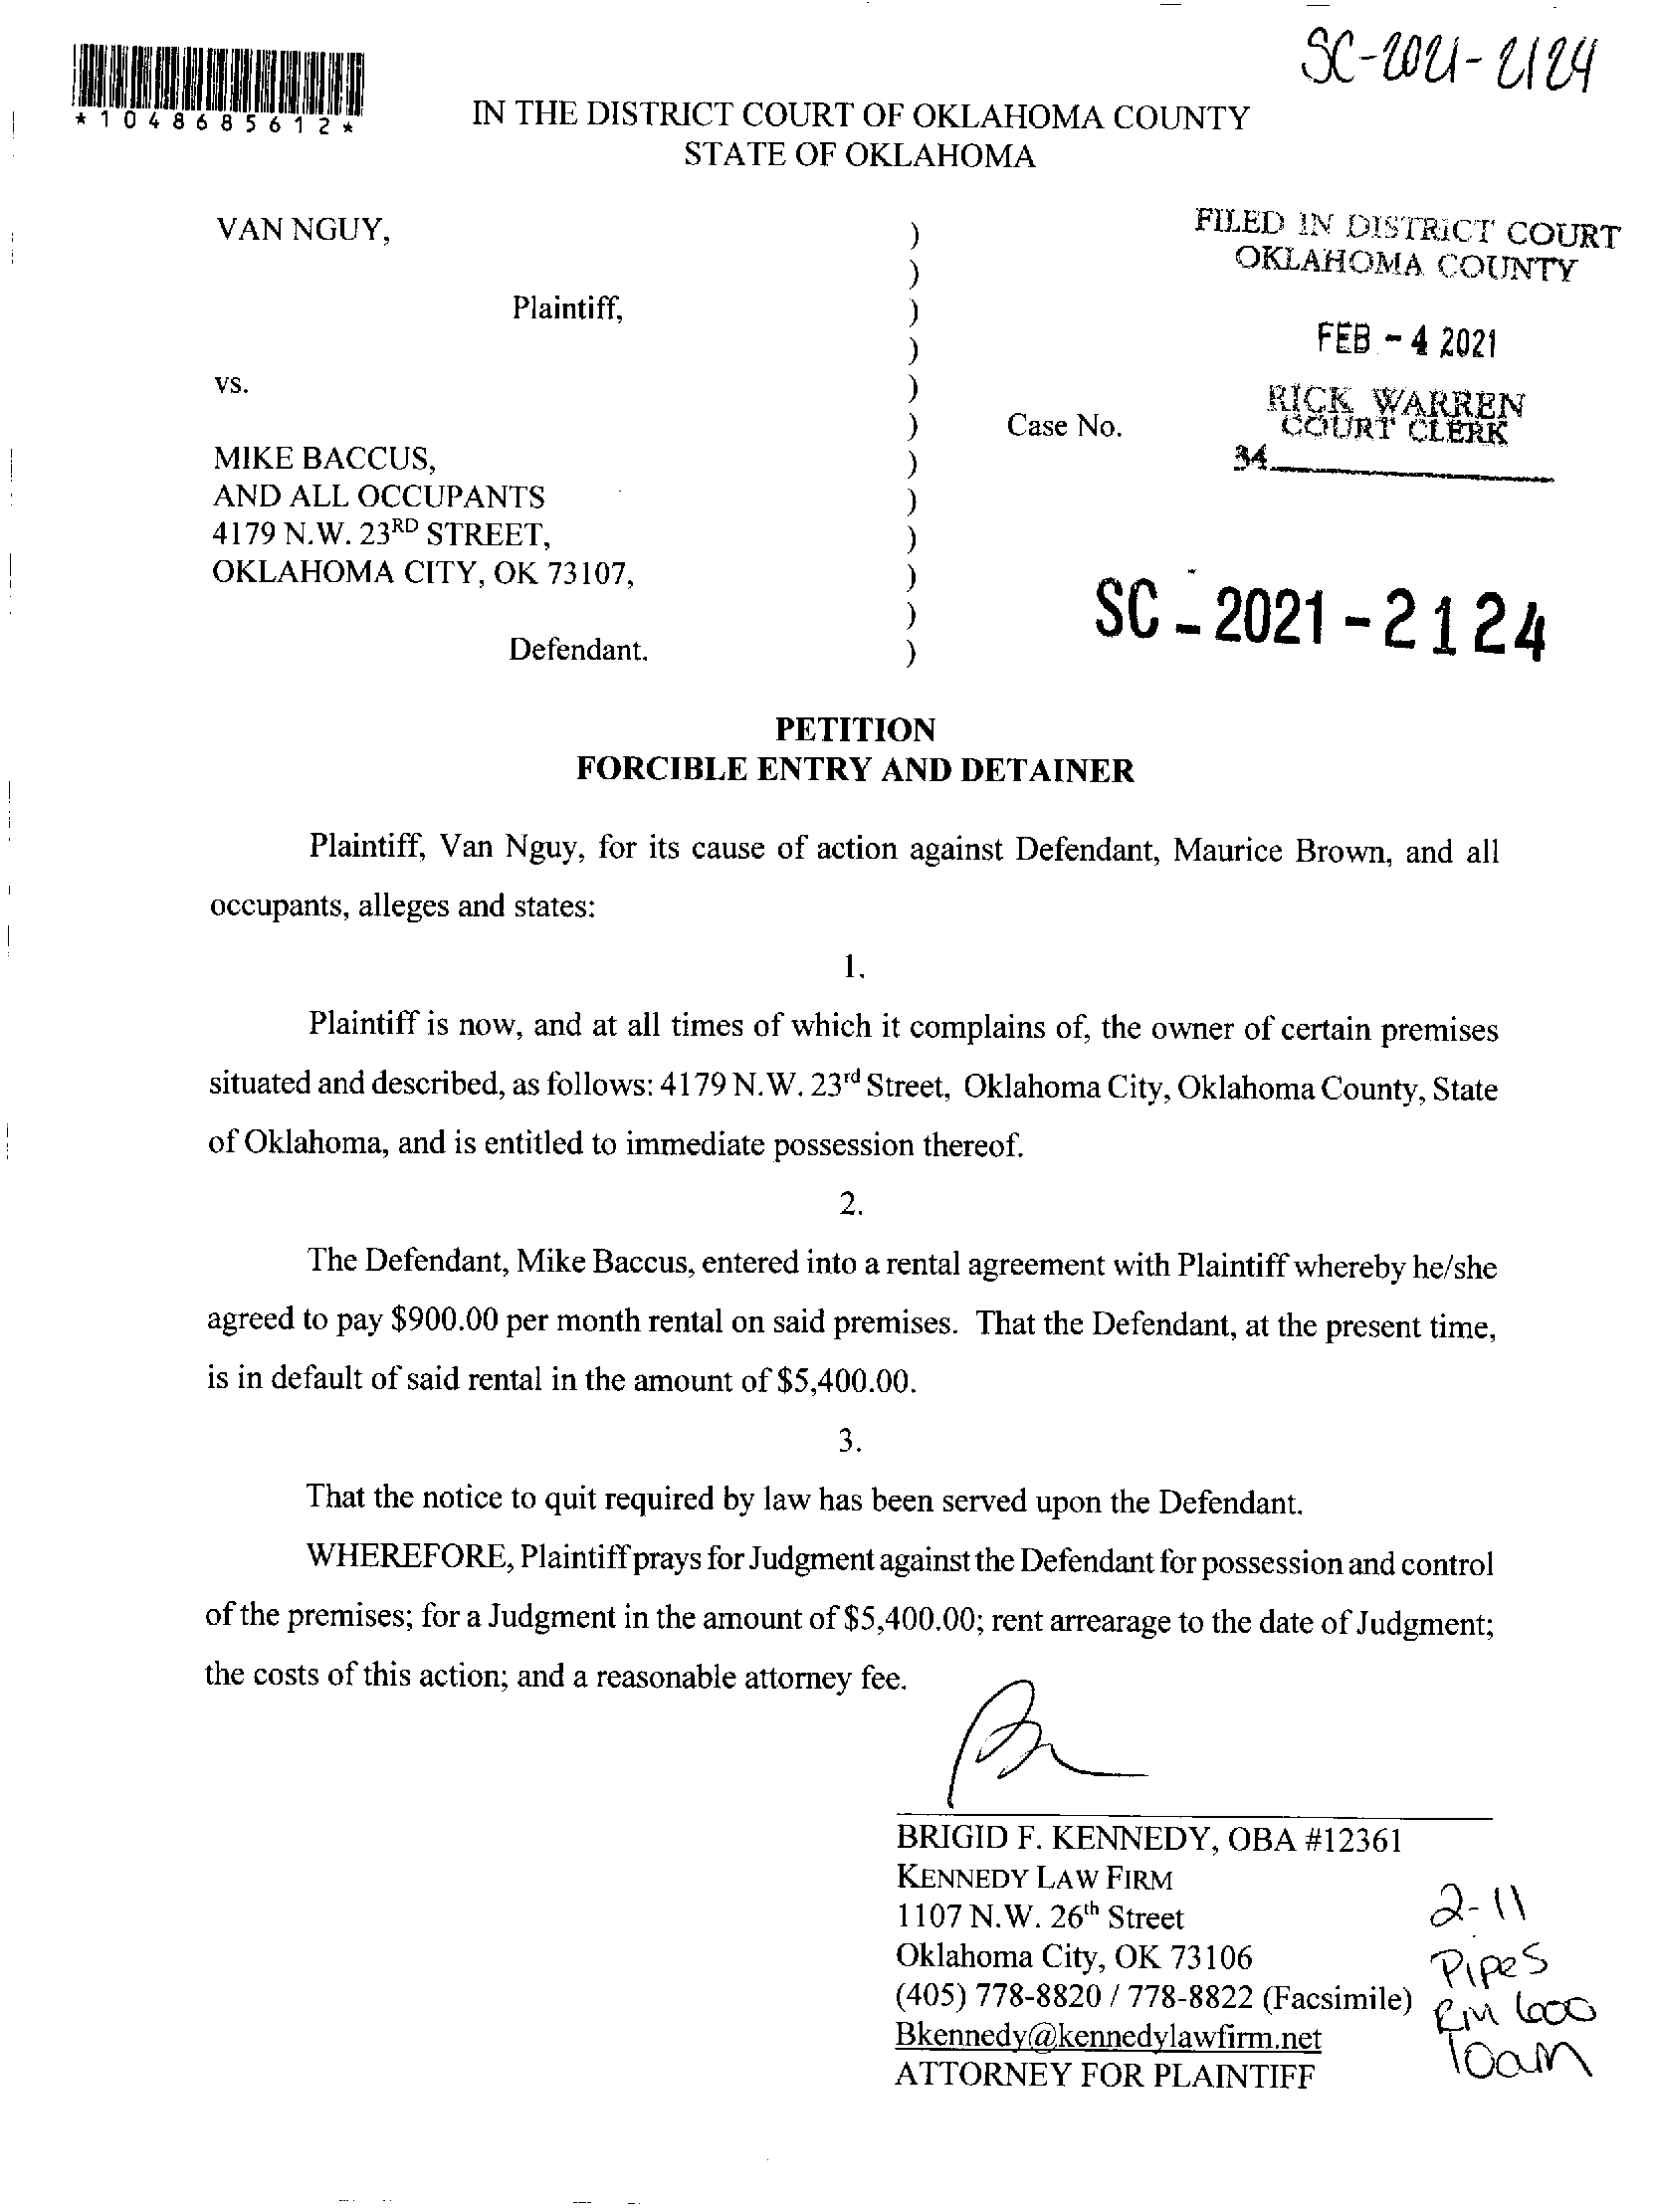 SC-2021-2124
*1048685612*
IN THE DISTRICT COURT OF OKLAHOMA COUNTY
STATE OF OKLAHOMA
VAN NGUY,
Plaintiff,
vs.
MIKE BACCUS,
AND ALL OCCUPANTS
4179 N.W. 23RD STREET,
OKLAHOMA CITY, OK 73107,
Defendant.
)
)
)
)
)
)
)
)
)
)
)
)
Case No.
FILED IN DISTRICT COURT
OKLAHOMA COUNTY
FEB - 4 2021
RICK WARREN
COURT CLERK
34
SC - 2021 - 2124
PETITION
FORCIBLE ENTRY AND DETAINER
Plaintiff, Van Nguy, for its cause of action against Defendant, Maurice Brown, and all
occupants, alleges and states:
1.
Plaintiff is now, and at all times of which it complains of, the owner of certain premises
situated and described, as follows: 4179 N.W. 23rd Street, Oklahoma City, Oklahoma County, State
of Oklahoma, and is entitled to immediate possession thereof.
2.
The Defendant, Mike Baccus, entered into a rental agreement with Plaintiff whereby he/she
agreed to pay $900.00 per month rental on said premises. That the Defendant, at the present time,
is in default of said rental in the amount of $5,400.00.
3.
That the notice to quit required by law has been served upon the Defendant.
WHEREFORE, Plaintiff prays for Judgment against the Defendant for possession and control
of the premises; for a Judgment in the amount of $5,400.00; rent arrearage to the date of Judgment;
the costs of this action; and a reasonable attorney fee.
BRIGID F. KENNEDY, OBA #12361
KENNEDY LAW FIRM
1107 N.W. 26th Street
Oklahoma City, OK 73106
(405) 778-8820 / 778-8822 (Facsimile)
Bkennedy@kennedylawfirm.net
ATTORNEY FOR PLAINTIFF
2-11
Pipes
RM 600
10am